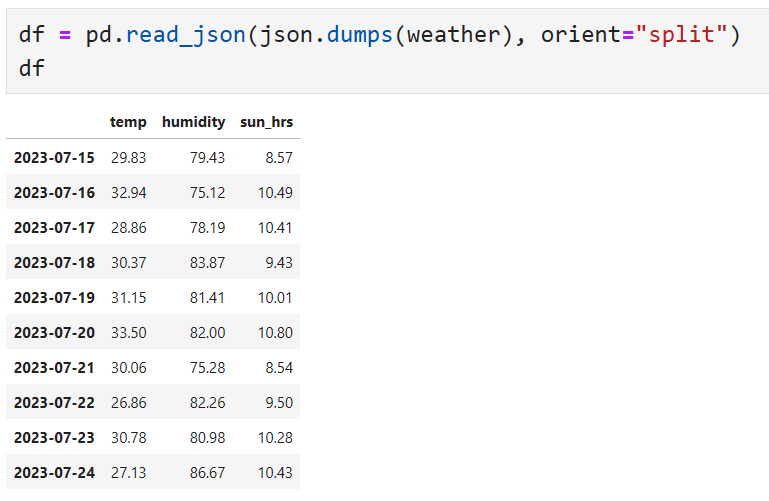 df = pd.read_json(json.dumps(weather), orient="split")
df
temp humidity sun_hrs
2023-07-15 29.83 79.43 8.57
2023-07-16 32.94 75.12 10.49
2023-07-17 28.86 78.19 10.41
2023-07-18 30.37 83.87 9.43
2023-07-19 31.15 81.41 10.01
2023-07-20 33.50 82.00 10.80
2023-07-21 30.06 75.28 8.54
2023-07-22 26.86 82.26 9.50
2023-07-23 30.78 80.98 10.28
2023-07-24 27.13 86.67 10.43